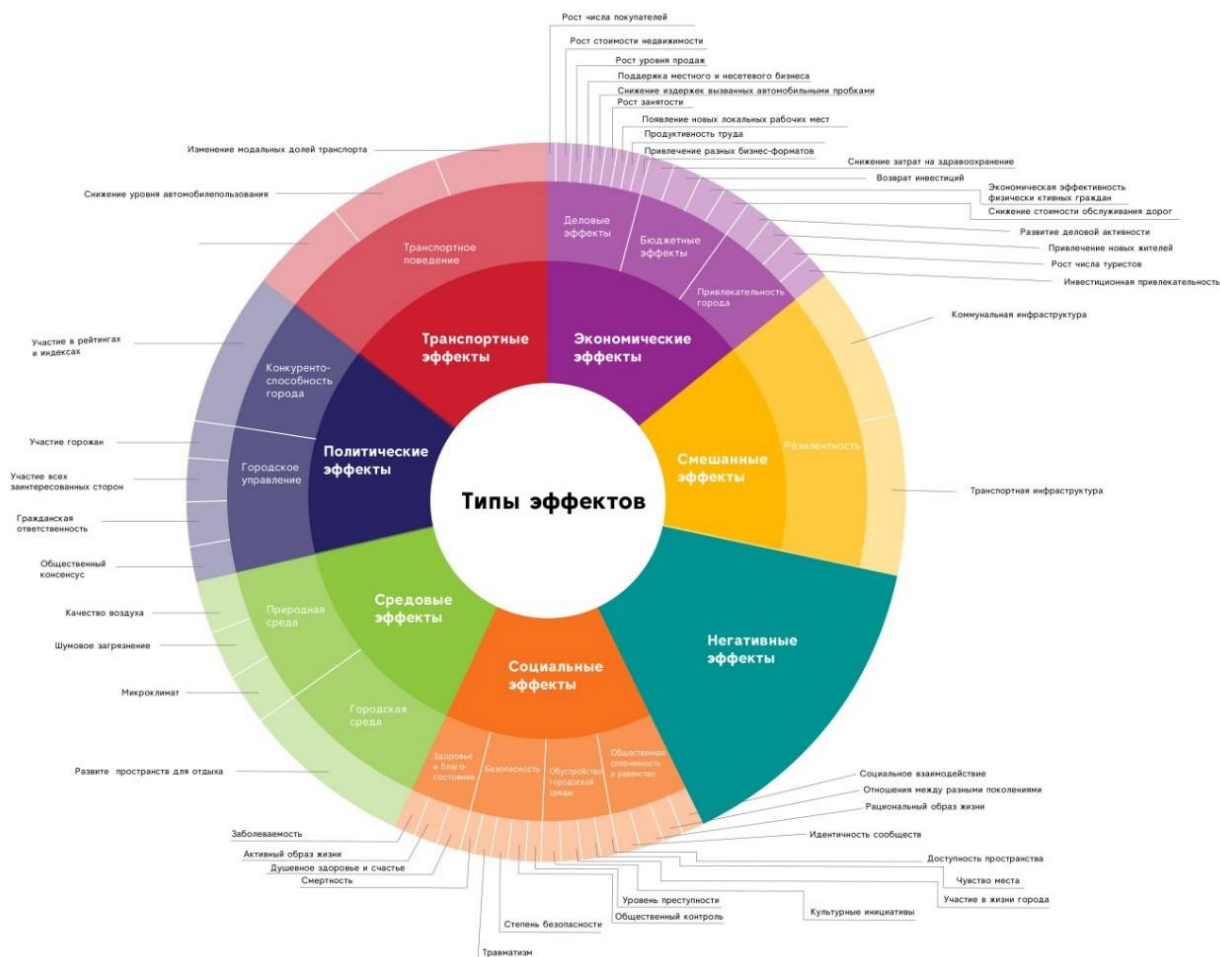 Рост числа покупателей
Рост стоимости недвижимости
Рост уровня продаж
Поддержка местного и несетевого бизнеса
Снижение издержек вызванных автомобильными пробками
Рост занятости
Появление новых локальных рабочих мест
Продуктивность труда
Привлечение разных бизнес-форматов
Снижение затрат на здравоохранение
Возврат инвестиций
Экономическая эффективность
физически ктивных граждан
Снижение стоимости обслуживания дорог
Развитие деловой активности
Привлечение новых жителей
Рост числа туристов
Инвестиционная привлекательность
Изменение модальных долей транспорта
Снижение уровня автомобилепользования
Транспортное
поведение
Деловые
эффекты
Бюджетные
эффекты
Привлекательность
города
Транспортные
эффекты
Экономические
эффекты
Коммунальная инфраструктура
Участие в рейтингах
и индексах
Конкуренто-
способность
города
Участие горожан
Участие всех
заинтересованных сторон
Гражданская
ответственность
Общественный
консенсус
Городское
управление
Политические
эффекты
Типы эффектов
Смешанные
эффекты
Резилентность
Транспортная инфраструктура
Качество воздуха
Шумовое загрязнение
Микроклимат
Развите пространств для отдыха
Природная
среда
Средовые
эффекты
Городская
среда
Социальные
эффекты
Негативные
эффекты
Здоровье
и благо-
состояние
Безопасность
Обустройство
городоской
среды
Общественная
сплоченность
и равенство
Социальное взаимодействие
Отношения между разными поколениями
Рациональный образ жизни
Идентичность сообществ
Доступность пространства
Чувство места
Участие в жизни города
Культурные инициативы
Уровень преступности
Общественный контроль
Степень безопасности
Травматизм
Заболеваемость
Активный образ жизни
Душевное здоровье и счастье
Смертность